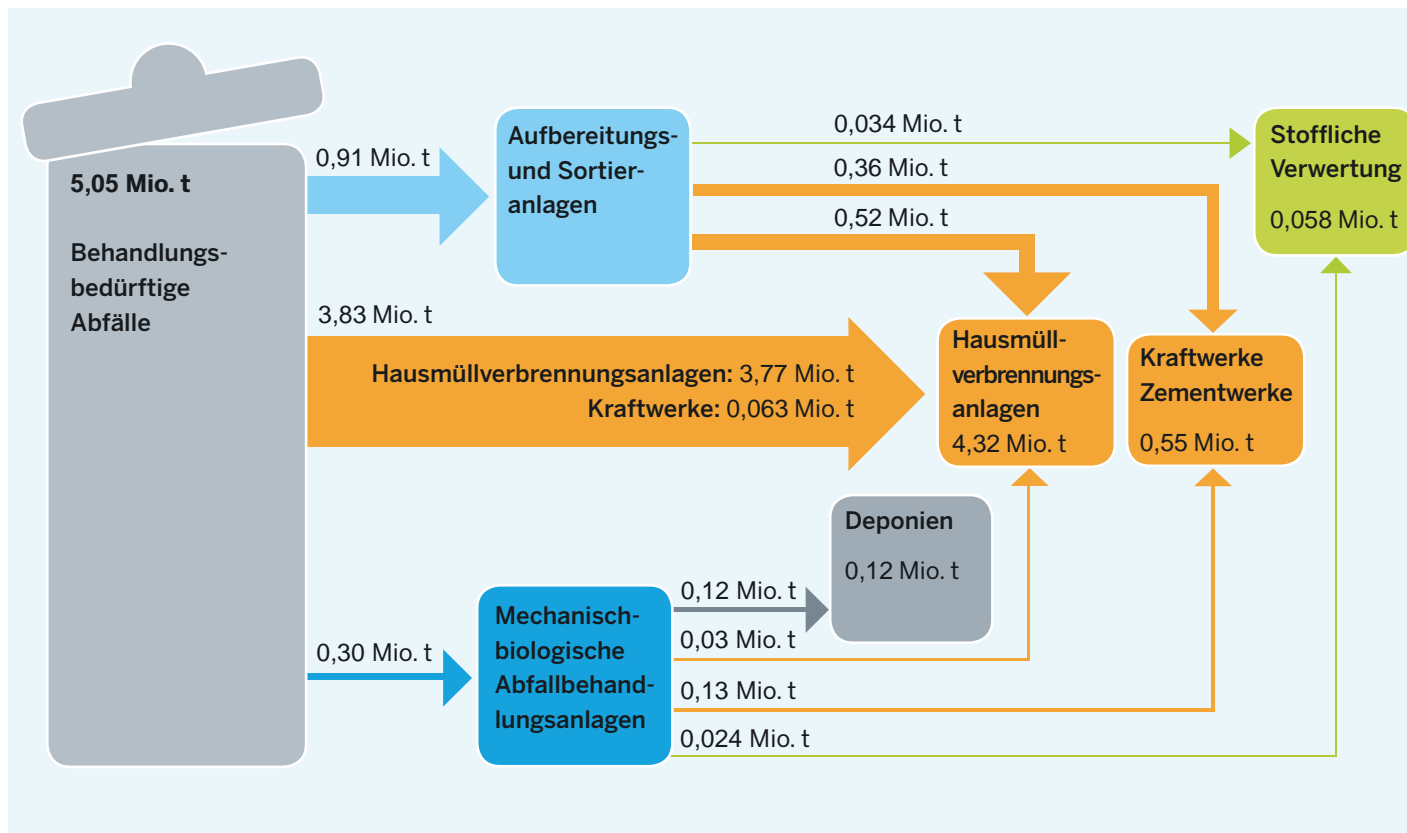 5,05 Mio. t
Behandlungs-
bedürftige
Abfälle
0,91 Mio. t
Aufbereitungs-
und Sortier-
anlagen
0,034 Mio. t
0,36 Mio. t
0,52 Mio. t
Stoffliche
Verwertung
0,058 Mio. t
3,83 Mio. t
Hausmüllverbrennungsanlagen: 3,77 Mio. t
Kraftwerke: 0,063 Mio. t
Hausmüll-
verbrennungs-
anlagen
4,32 Mio. t
Kraftwerke
Zementwerke
0,55 Mio. t
Deponien
0,12 Mio. t
0,30 Mio. t
Mechanisch-
biologische
Abfallbehand-
lungsanlagen
0,12 Mio. t
0,03 Mio. t
0,13 Mio. t
0,024 Mio. t